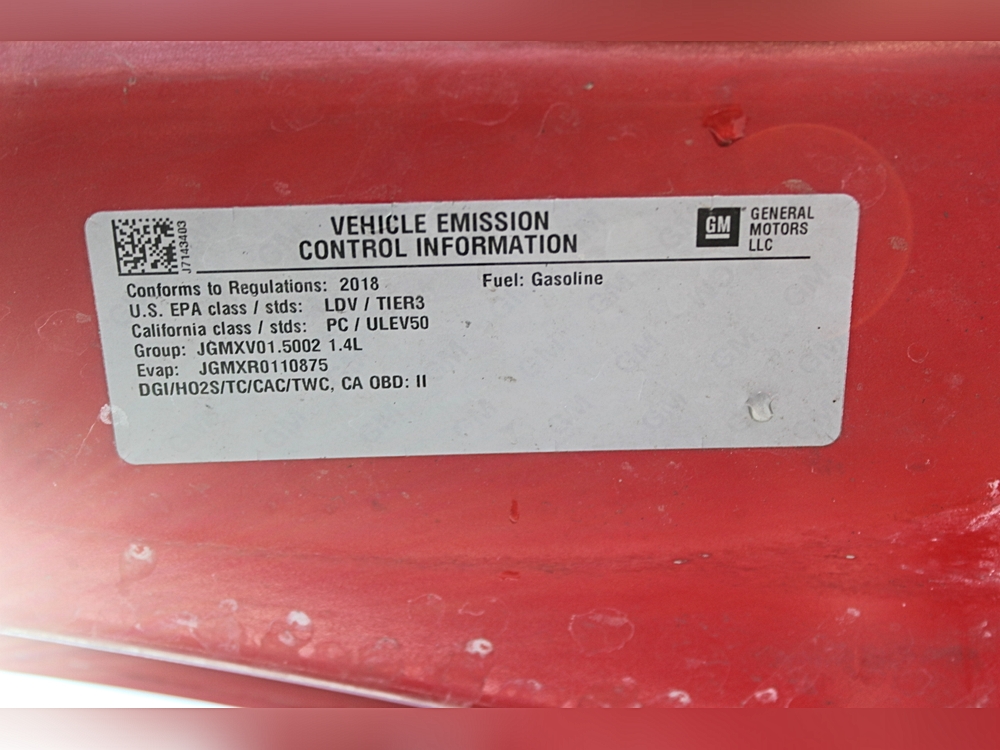 J7143403
VEHICLE EMISSION
CONTROL INFORMATION
GM
GENERAL
MOTORS
LLC
Conforms to Regulations: 2018
Fuel: Gasoline
U.S. EPA class / stds: LDV / TIER3
California class / stds: PC / ULEV50
Group: JGMXV01.5002 1.4L
Evap: JGMXR0110875
DGI/HO2S/TC/CAC/TWC, CA OBD: II